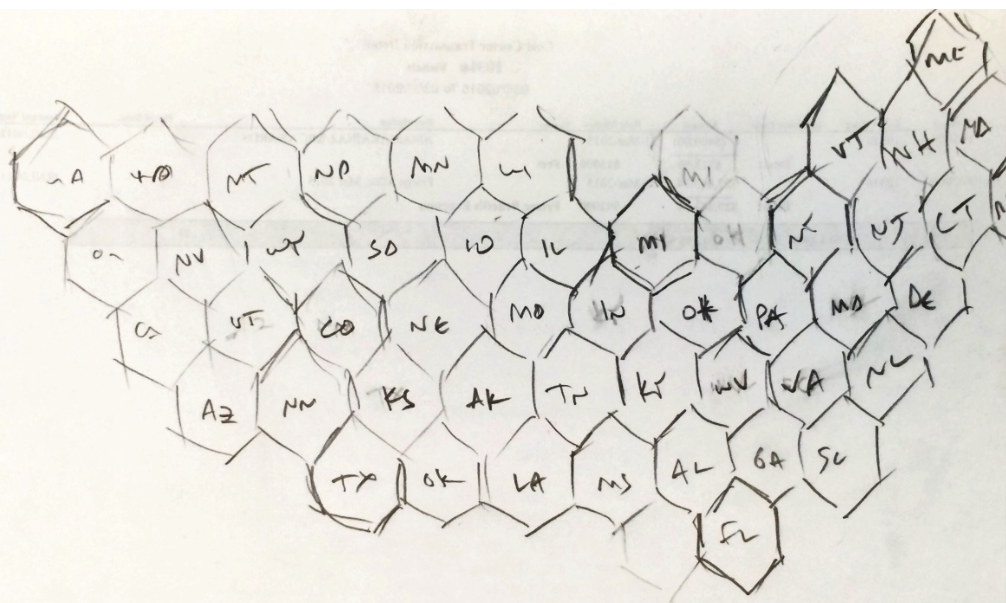 ME
VT NH MA
WA ND MT ND MN WI MI
OR NV WY SD IO IL MI OH NY NJ CT
CA UT CO NE MO IN OH PA MD DE
AZ NM KS AK TN KY WV VA NC
TX OK LA MS AL GA SC
FL